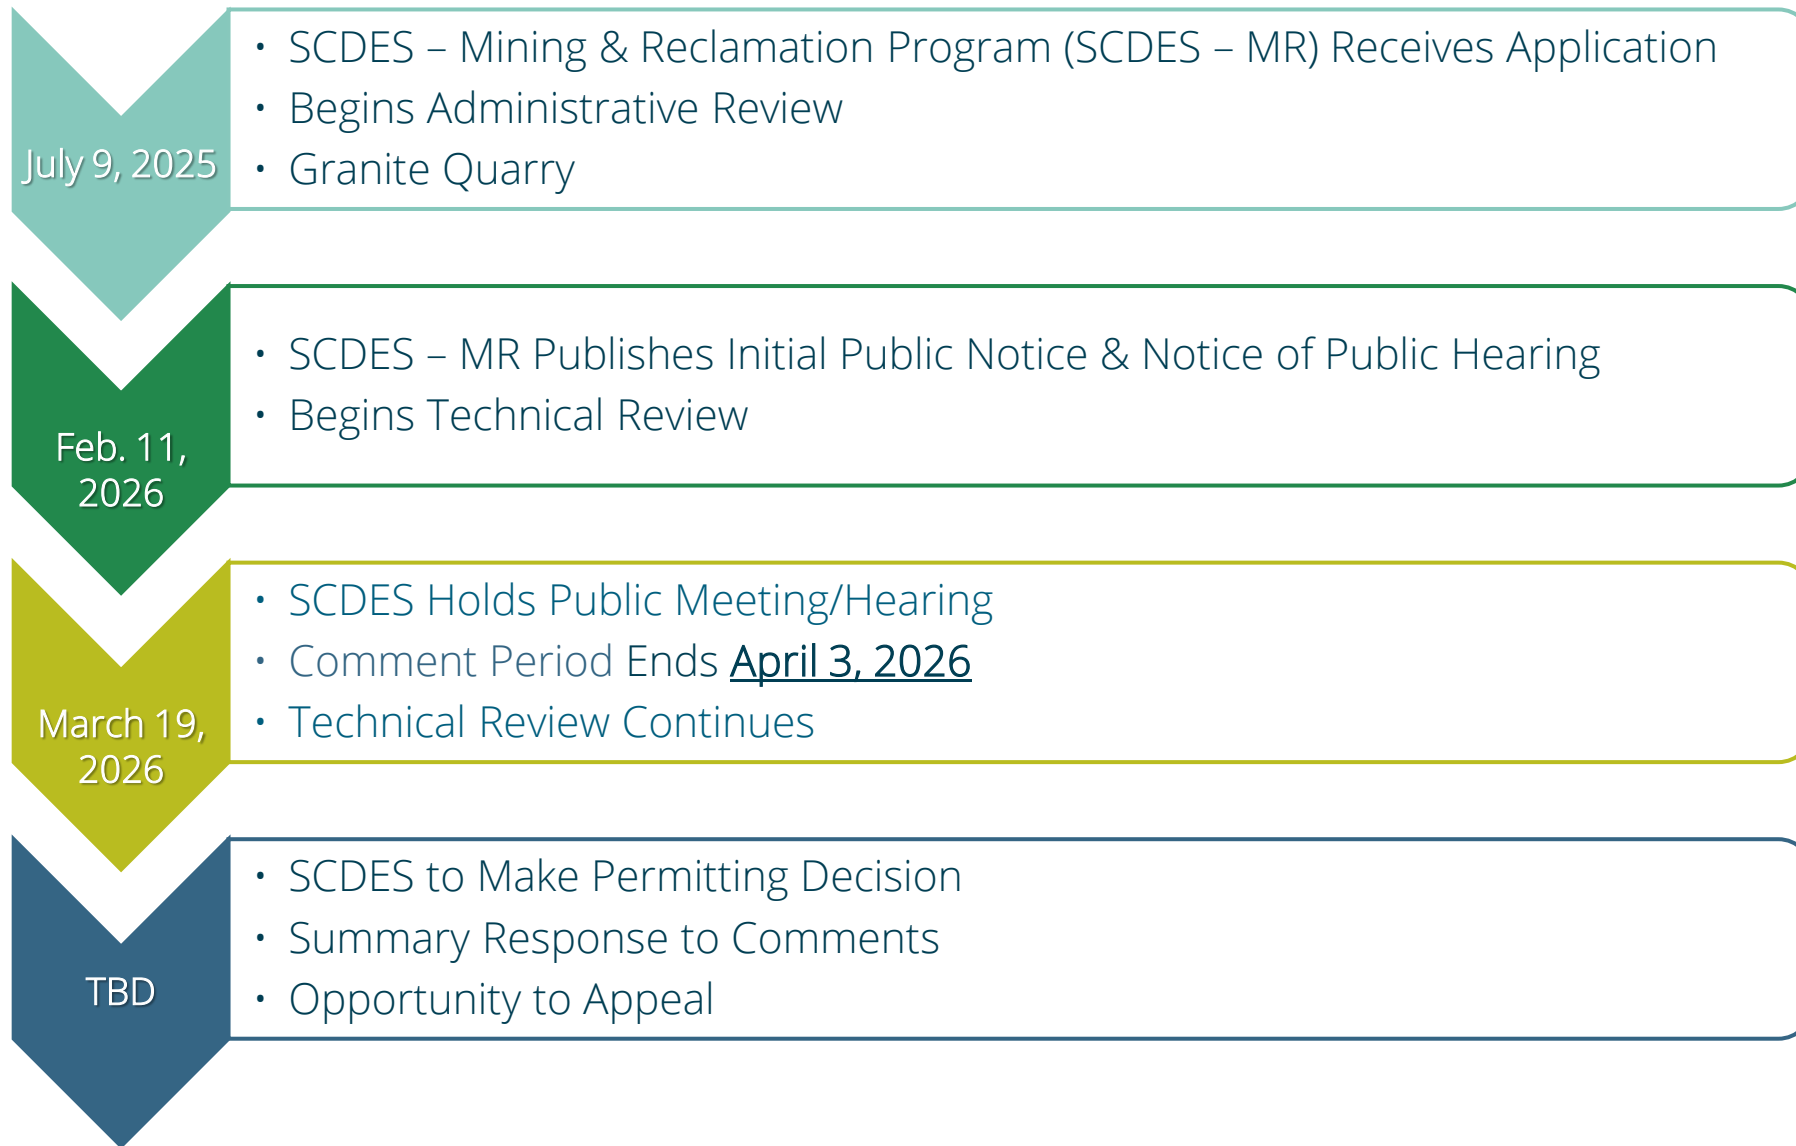 July 9, 2025
• SCDES – Mining & Reclamation Program (SCDES – MR) Receives Application
• Begins Administrative Review
• Granite Quarry
Feb. 11,
2026
• SCDES – MR Publishes Initial Public Notice & Notice of Public Hearing
• Begins Technical Review
March 19,
2026
• SCDES Holds Public Meeting/Hearing
• Comment Period Ends April 3, 2026
• Technical Review Continues
TBD
• SCDES to Make Permitting Decision
• Summary Response to Comments
• Opportunity to Appeal